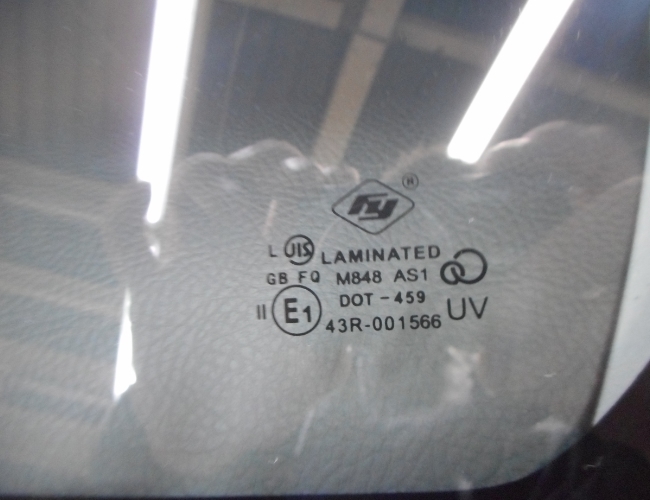 FY ®
L JIS LAMINATED
GB FQ M848 AS1
DOT-459
II E1 43R-001566 UV